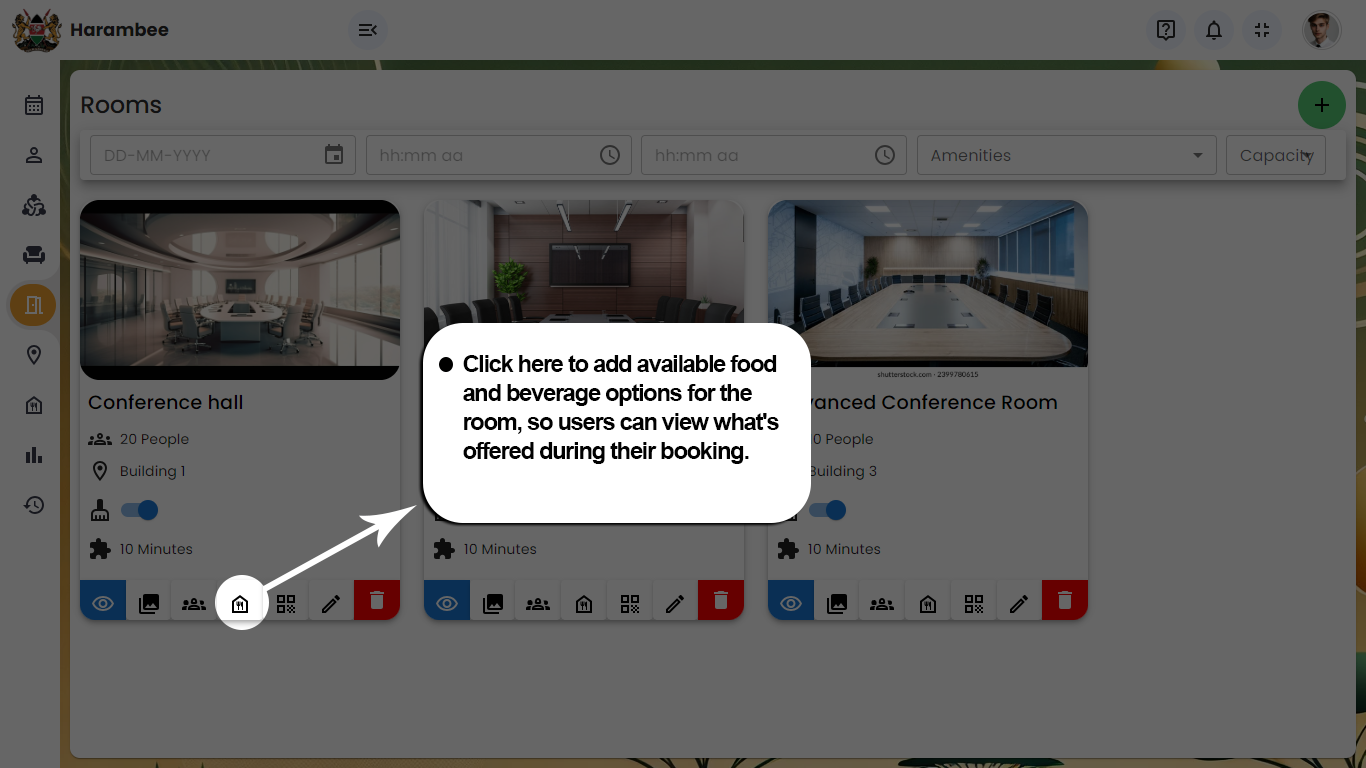 Harambee
Rooms
DD-MM-YYYY
hh:mm aa
hh:mm aa
Amenities
Capacity
shutterstock.com · 2399780615
Conference hall
Conference Room
20 People
People
Building 1
Building 3
10 Minutes
10 Minutes
10 Minutes
Click here to add available food
and beverage options for the
room, so users can view what's
offered during their booking.